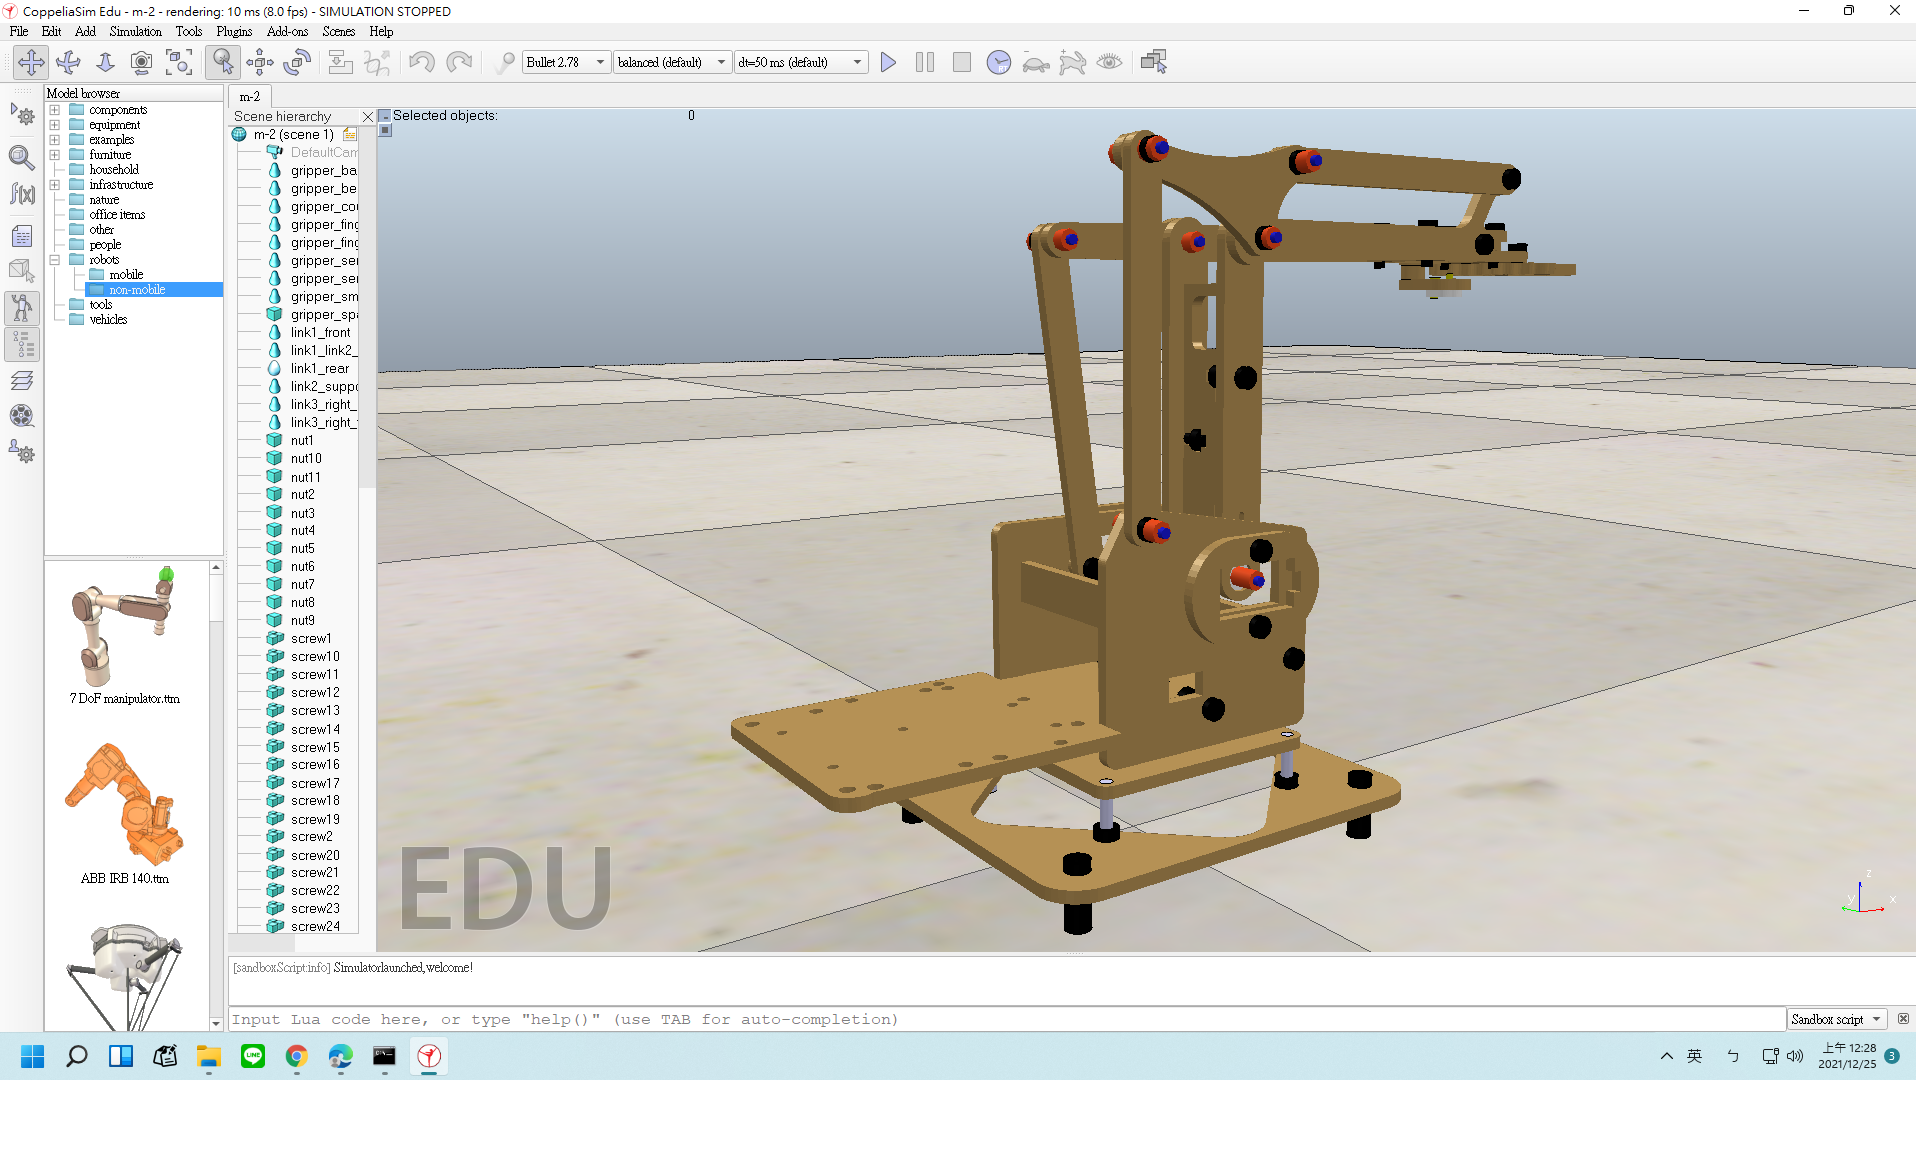 CoppeliaSim Edu - m-2 - rendering: 10 ms (8.0 fps) - SIMULATION STOPPED
File Edit Add Simulation Tools Plugins Add-ons Scenes Help
Bullet 2.78 balanced (default) dt=50 ms (default)
Model browser
components
equipment
examples
furniture
household
infrastructure
nature
office items
other
people
robots
mobile
non-mobile
tools
vehicles
7 DoF manipulator.ttm
ABB IRB 140.ttm
m-2
Scene hierarchy
m-2 (scene 1)
DefaultCam
gripper_ba
gripper_be
gripper_cou
gripper_fing
gripper_fing
gripper_ser
gripper_ser
gripper_sm
gripper_spa
link1_front
link1_link2_
link1_rear
link2_suppo
link3_right_
link3_right_
nut1
nut10
nut11
nut2
nut3
nut4
nut5
nut6
nut7
nut8
nut9
screw1
screw10
screw11
screw12
screw13
screw14
screw15
screw16
screw17
screw18
screw19
screw2
screw20
screw21
screw22
screw23
screw24
Selected objects: 0
EDU
z
y
x
[sandboxScript:info] Simulator launched, welcome!
Input Lua code here, or type "help()" (use TAB for auto-completion)
Sandbox script
LINE
英 ㄅ 上午 12:28
2021/12/25
3